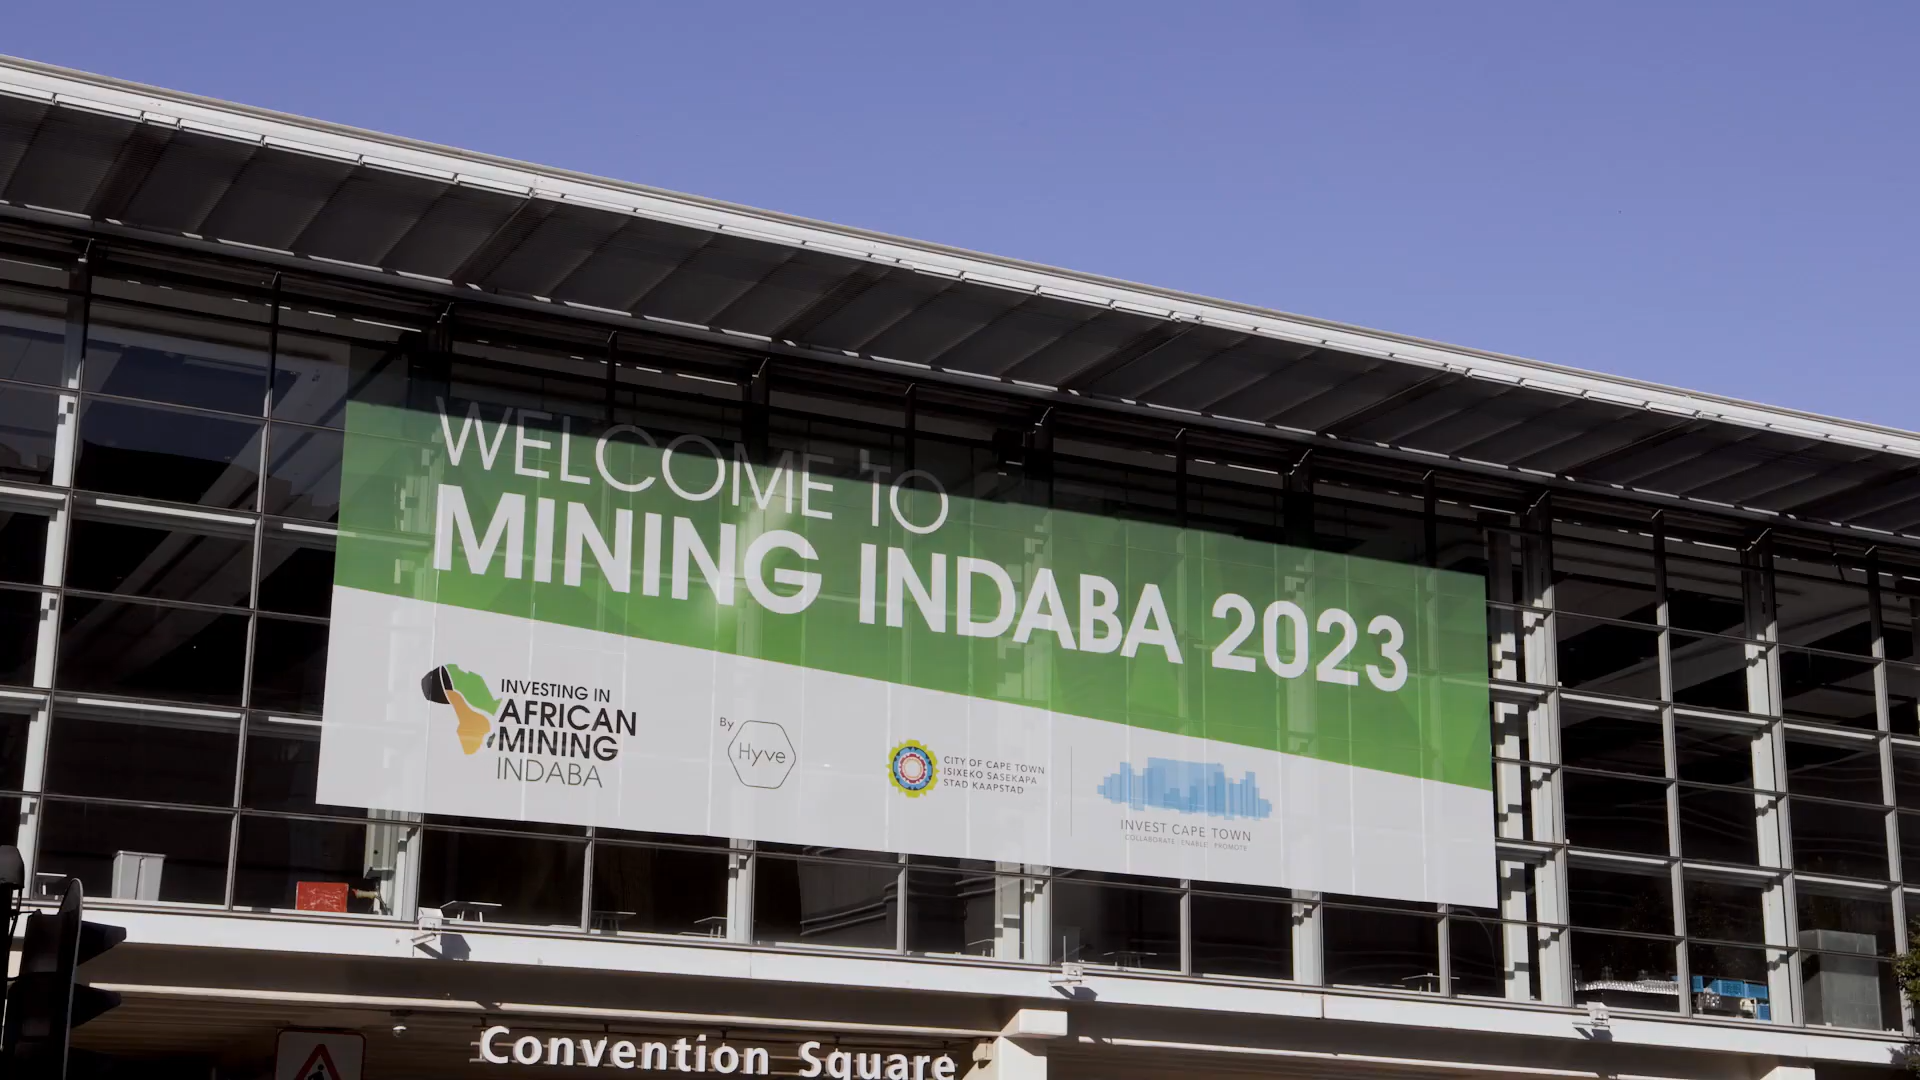 WELCOME TO
MINING INDABA 2023
INVESTING IN
AFRICAN
MINING
INDABA
By
Hyve
CITY OF CAPE TOWN
ISIXEKO SASEKAPA
STAD KAAPSTAD
INVEST CAPE TOWN
COLLABORATE | ENABLE | PROMOTE
Convention Square